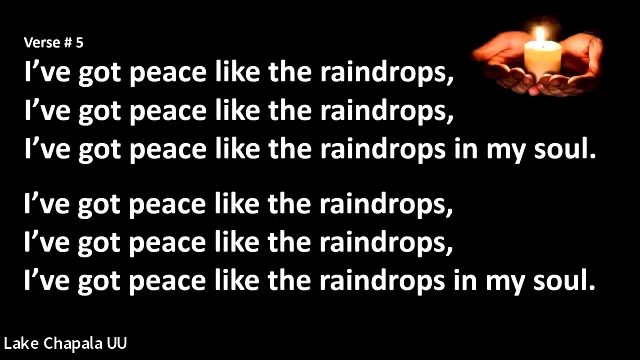 Verse # 5
I’ve got peace like the raindrops,
I’ve got peace like the raindrops,
I’ve got peace like the raindrops in my soul.
I’ve got peace like the raindrops,
I’ve got peace like the raindrops,
I’ve got peace like the raindrops in my soul.
Lake Chapala UU